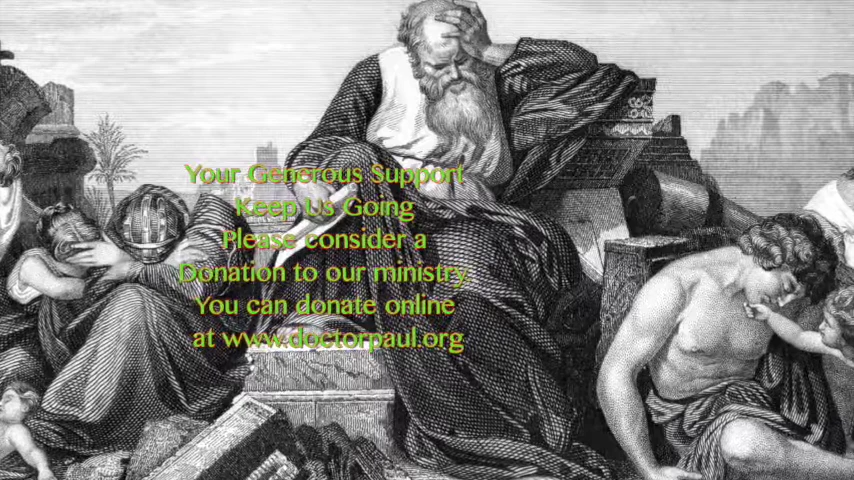 Your Generous Support
Keep Us Going
Please consider a
Donation to our ministry
You can donate online
at www.doctorpaul.org